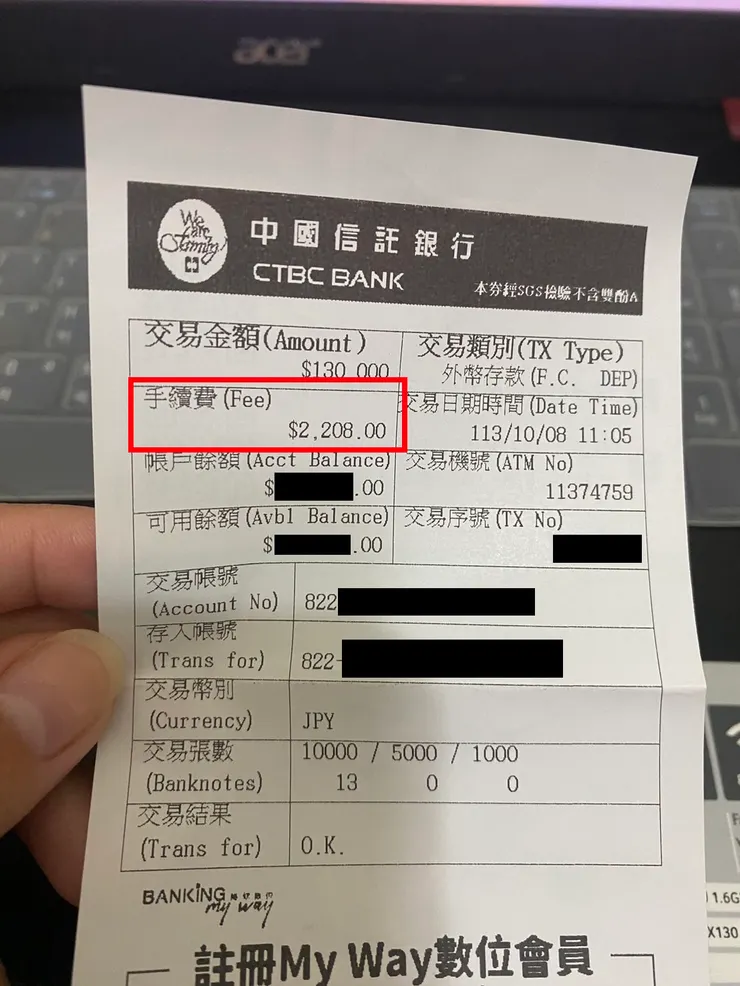 acer
We are family!
中國信託銀行
CTBC BANK
本券經SGS檢驗不含雙酚A
交易金額(Amount) 交易類別(TX Type)
$130,000 外幣存款(F.C. DEP)
手續費(Fee) 交易日期時間(Date Time)
$2,208.00 113/10/08 11:05
帳戶餘額(Acct Balance) 交易機號(ATM No)
$ .00 11374759
可用餘額(Avbl Balance) 交易序號(TX No)
$ .00
交易帳號
(Account No) 822
存入帳號
(Trans for) 822-
交易幣別
(Currency) JPY
交易張數 10000 / 5000 / 1000
(Banknotes) 13 0 0
交易結果
(Trans for) O.K.
BANKING
my way
註冊My Way數位會員
1.6G
X130